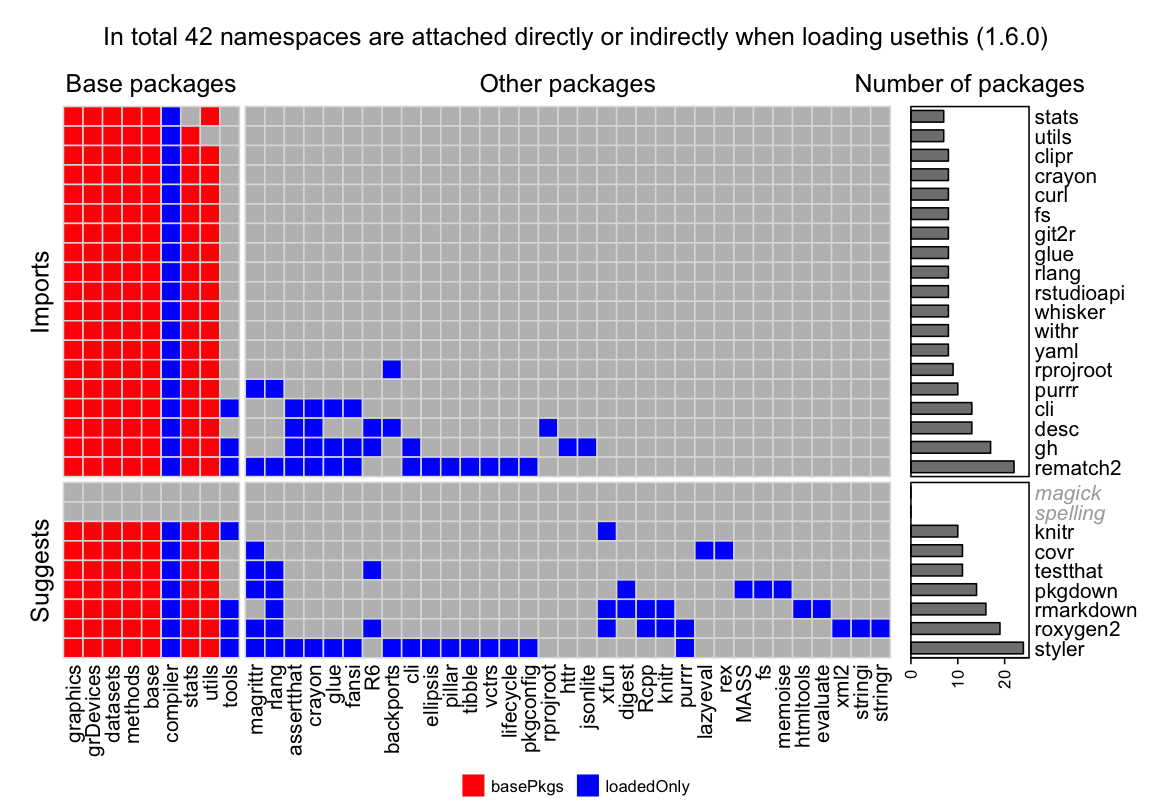 In total 42 namespaces are attached directly or indirectly when loading usethis (1.6.0)
Base packages
Other packages
Number of packages
Imports
stats
utils
clipr
crayon
curl
fs
git2r
glue
rlang
rstudioapi
whisker
withr
yaml
rprojroot
purrr
cli
desc
gh
rematch2
Suggests
magick
spelling
knitr
covr
testthat
pkgdown
rmarkdown
roxygen2
styler
graphics
grDevices
datasets
methods
base
compiler
stats
utils
tools
magrittr
rlang
assertthat
crayon
glue
fansi
R6
backports
cli
ellipsis
pillar
tibble
vctrs
lifecycle
pkgconfig
rprojroot
httr
jsonlite
xfun
digest
Rcpp
knitr
purrr
lazyeval
rex
MASS
fs
memoise
htmltools
evaluate
xml2
stringi
stringr
0
10
20
basePkgs
loadedOnly